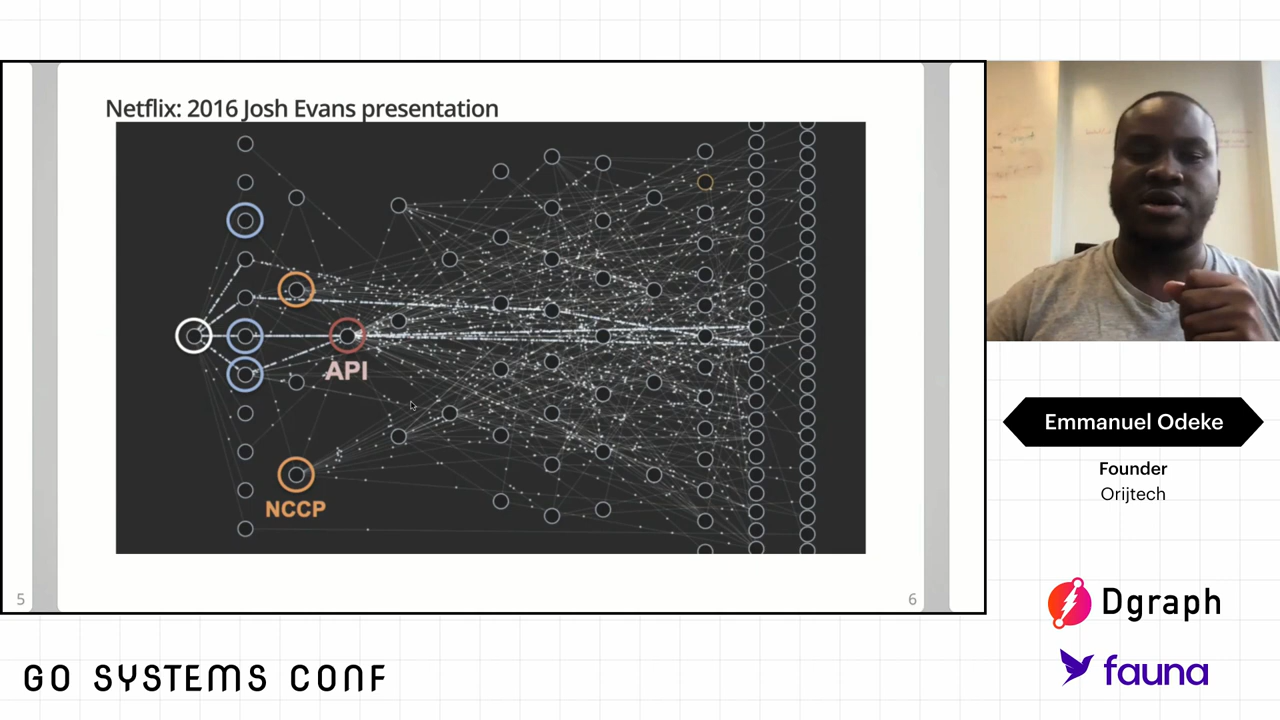 Netflix: 2016 Josh Evans presentation
API
NCCP
5
6
Emmanuel Odeke
Founder
Orijtech
Dgraph
fauna
GO SYSTEMS CONF